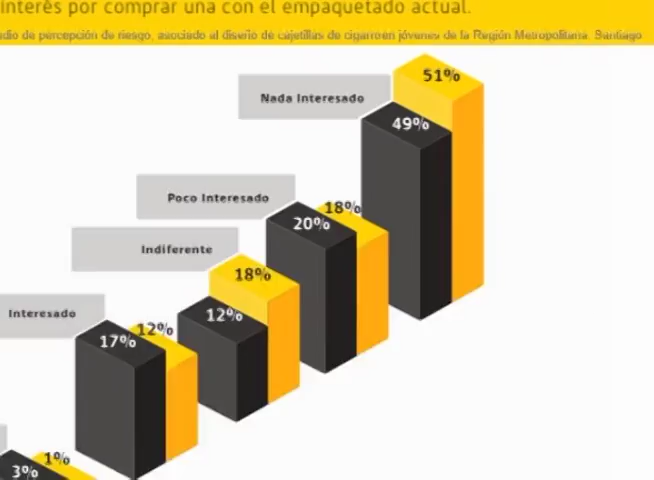 interés por comprar una con el empaquetado actual.
dio de percepción de riesgo, asociado al diseño de cajetillas de cigarro en jóvenes de la Región Metropolitana. Santiago
51%
Nada Interesado
49%
Poco Interesado
18%
20%
Indiferente
18%
Interesado
12%
12%
17%
1%
3%